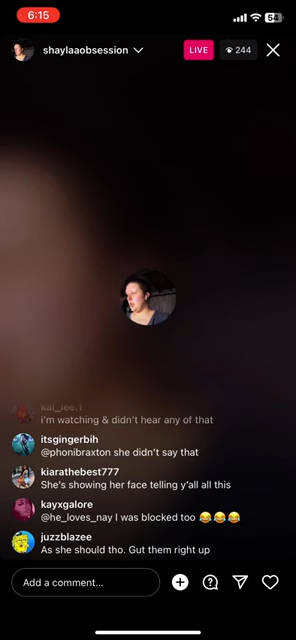 6:15
54
shaylaaobsession
LIVE
244
kai_lee.1
i'm watching & didn't hear any of that
itsgingerbih
@phonibraxton she didn't say that
kiarathebest777
She's showing her face telling y'all all this
kayxgalore
@he_loves_nay I was blocked too 😂😂😂
juzzblazee
As she should tho. Gut them right up
Add a comment...